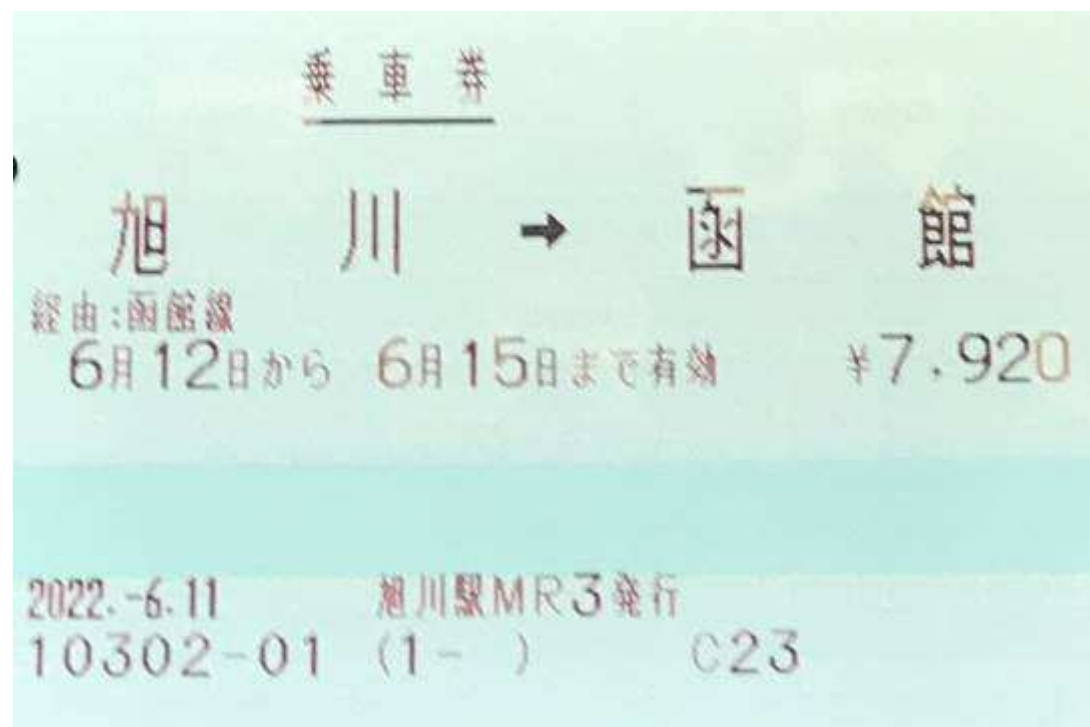 乗車券
旭川→函館
経由:函館線
6月12日から 6月15日まで有効 ¥7,920
2022.-6.11 旭川駅MR3発行
10302-01 (1- ) C23